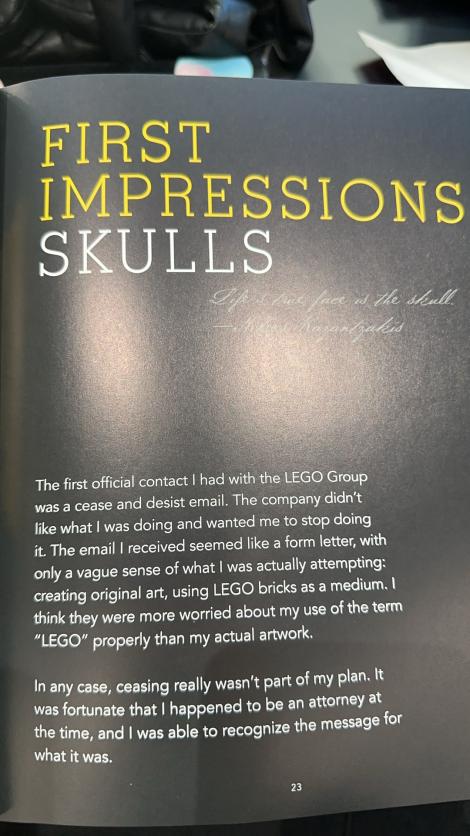 FIRST
IMPRESSIONS
SKULLS
Life's true face is the skull.
—Nikos Kazantzakis
The first official contact I had with the LEGO Group
was a cease and desist email. The company didn't
like what I was doing and wanted me to stop doing
it. The email I received seemed like a form letter, with
only a vague sense of what I was actually attempting:
creating original art, using LEGO bricks as a medium. I
think they were more worried about my use of the term
"LEGO" properly than my actual artwork.
In any case, ceasing really wasn't part of my plan. It
was fortunate that I happened to be an attorney at
the time, and I was able to recognize the message for
what it was.
23